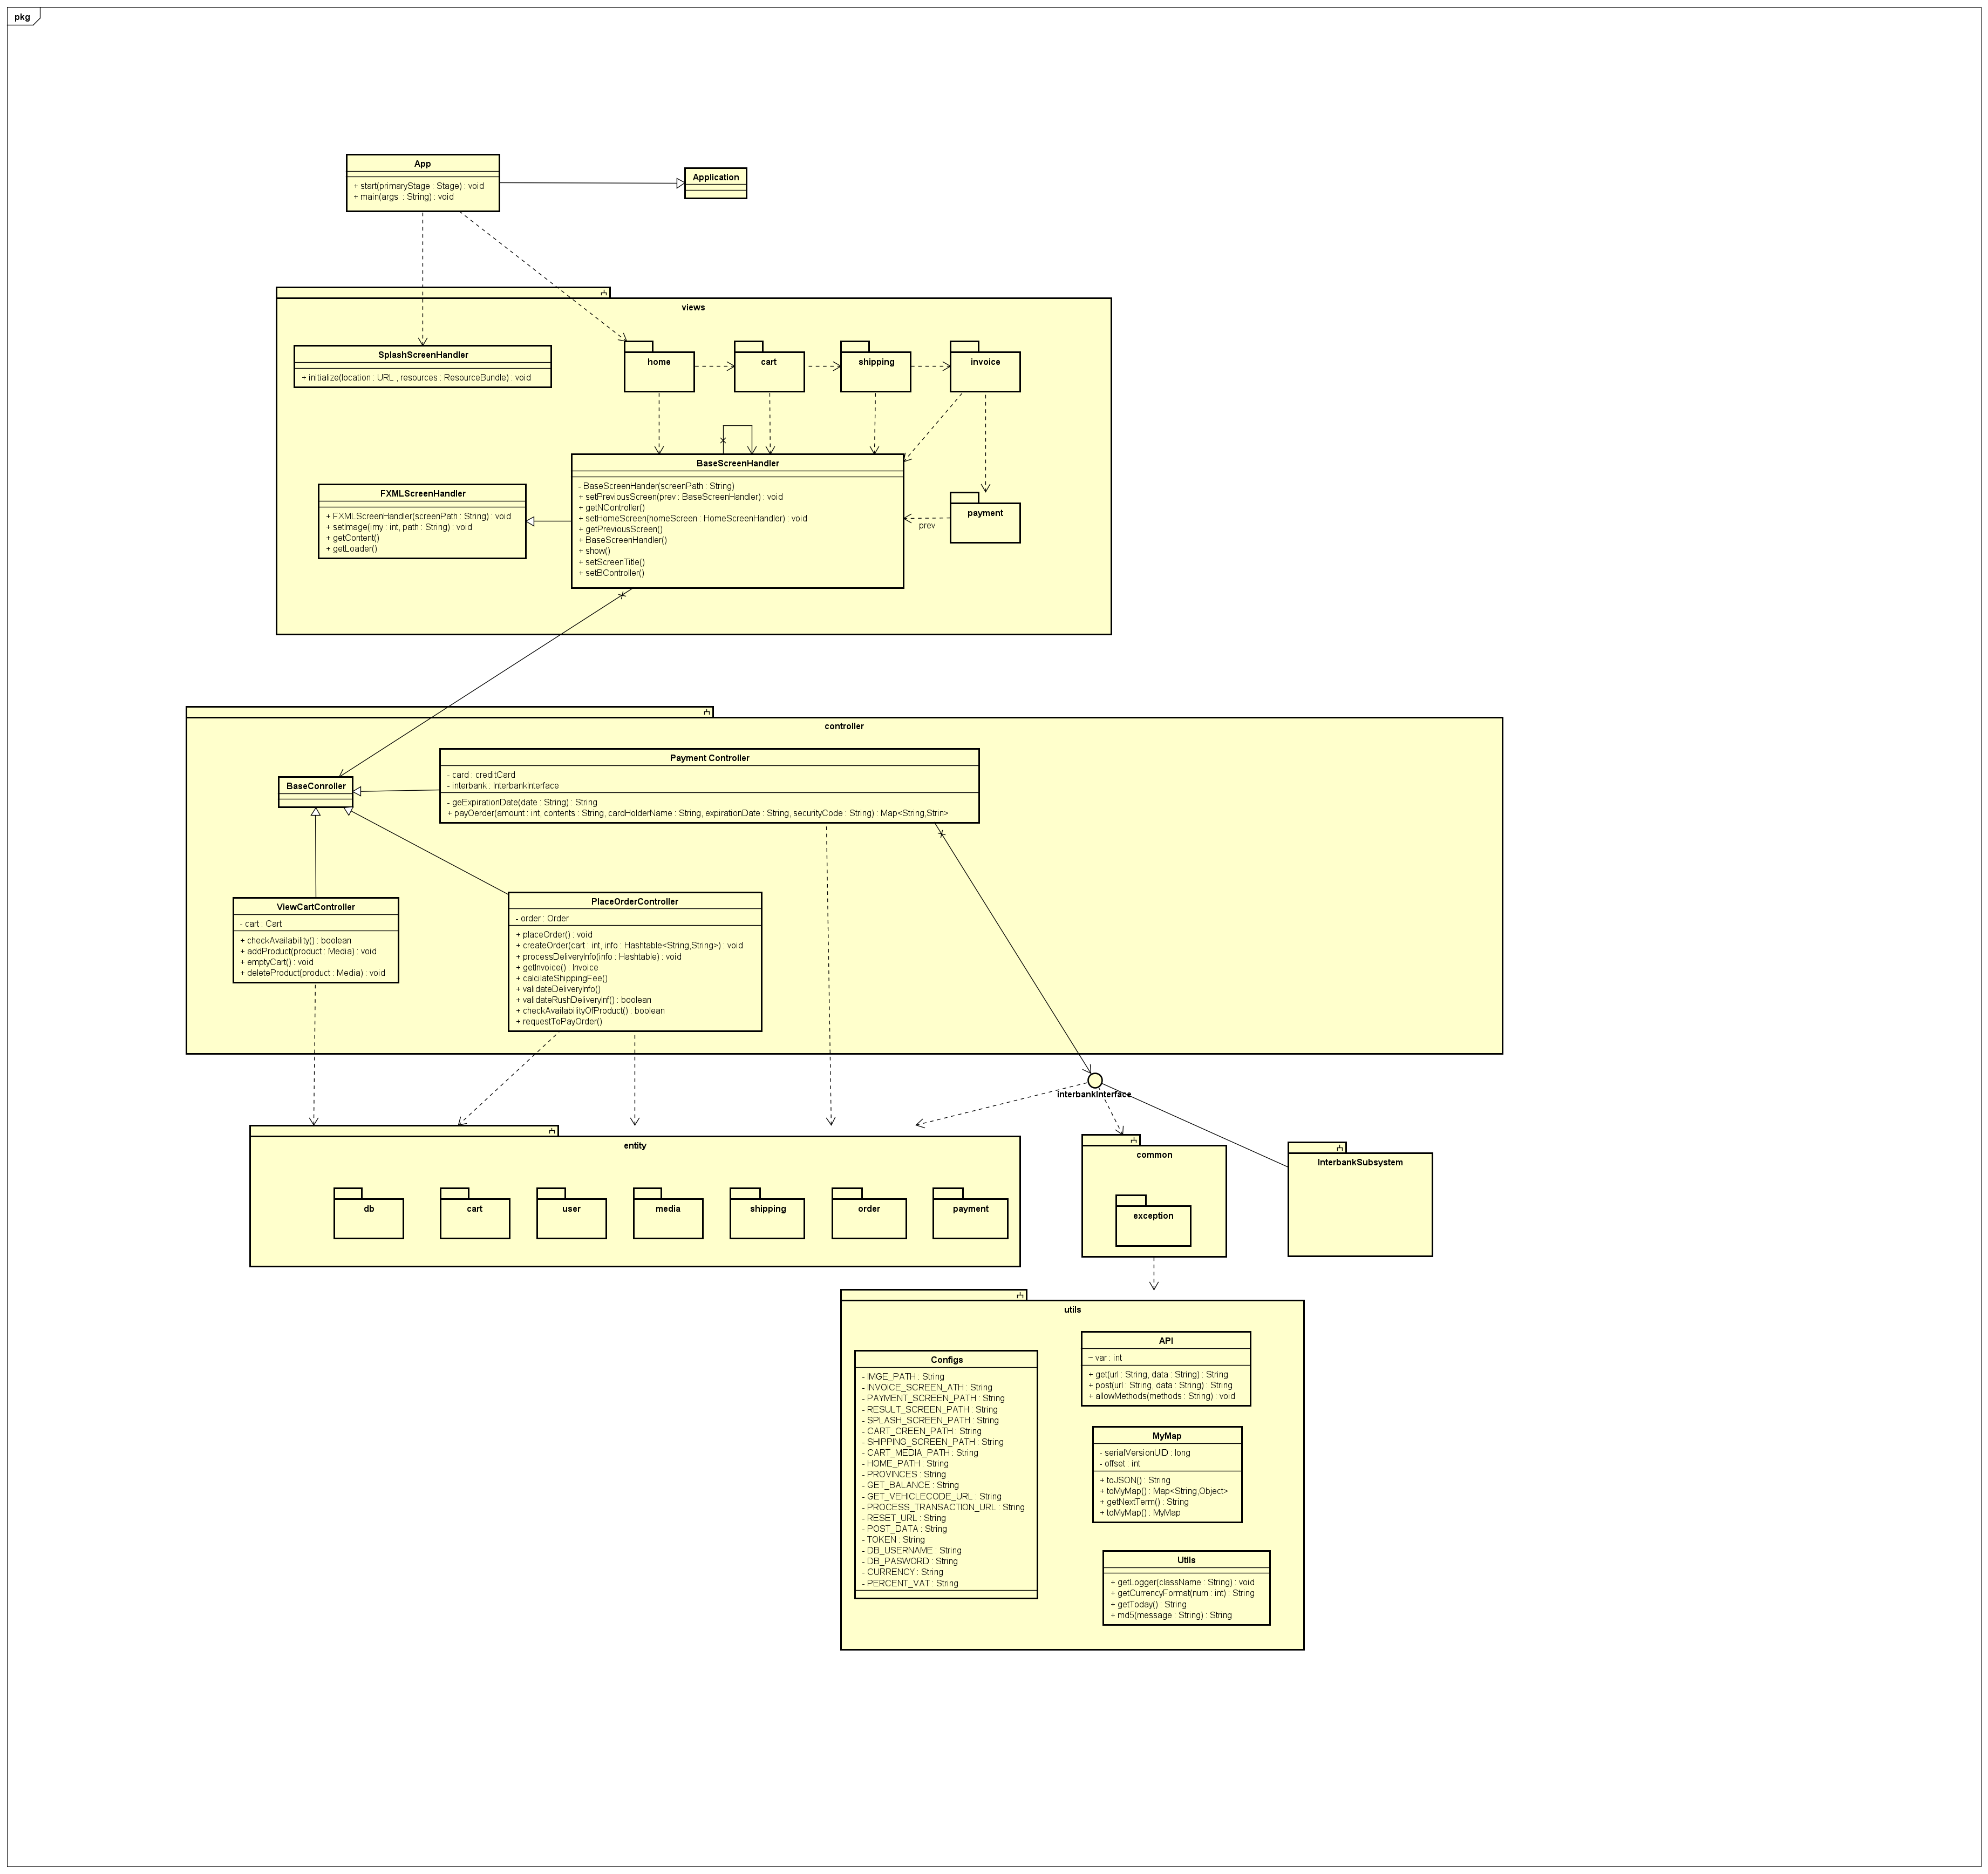 pkg
App
+ start(primaryStage : Stage) : void
+ main(args : String) : void
Application
views
SplashScreenHandler
+ initialize(location : URL , resources : ResourceBundle) : void
home
cart
shipping
invoice
BaseScreenHandler
- BaseScreenHander(screenPath : String)
+ setPreviousScreen(prev : BaseScreenHandler) : void
+ getNController()
+ setHomeScreen(homeScreen : HomeScreenHandler) : void
+ getPreviousScreen()
+ BaseScreenHandler()
+ show()
+ setScreenTitle()
+ setBController()
FXMLScreenHandler
+ FXMLScreenHandler(screenPath : String) : void
+ setImage(imy : int, path : String) : void
+ getContent()
+ getLoader()
payment
prev
controller
BaseConroller
Payment Controller
- card : creditCard
- interbank : InterbankInterface
- geExpirationDate(date : String) : String
+ payOerder(amount : int, contents : String, cardHolderName : String, expirationDate : String, securityCode : String) : Map<String,Strin>
ViewCartController
- cart : Cart
+ checkAvailability() : boolean
+ addProduct(product : Media) : void
+ emptyCart() : void
+ deleteProduct(product : Media) : void
PlaceOrderController
- order : Order
+ placeOrder() : void
+ createOrder(cart : int, info : Hashtable<String,String>) : void
+ processDeliveryInfo(info : Hashtable) : void
+ getInvoice() : Invoice
+ calcilateShippingFee()
+ validateDeliveryInfo()
+ validateRushDeliveryInf() : boolean
+ checkAvailabilityOfProduct() : boolean
+ requestToPayOrder()
interbankInterface
entity
db
cart
user
media
shipping
order
payment
common
exception
InterbankSubsystem
utils
Configs
- IMGE_PATH : String
- INVOICE_SCREEN_ATH : String
- PAYMENT_SCREEN_PATH : String
- RESULT_SCREEN_PATH : String
- SPLASH_SCREEN_PATH : String
- CART_CREEN_PATH : String
- SHIPPING_SCREEN_PATH : String
- CART_MEDIA_PATH : String
- HOME_PATH : String
- PROVINCES : String
- GET_BALANCE : String
- GET_VEHICLECODE_URL : String
- PROCESS_TRANSACTION_URL : String
- RESET_URL : String
- POST_DATA : String
- TOKEN : String
- DB_USERNAME : String
- DB_PASWORD : String
- CURRENCY : String
- PERCENT_VAT : String
API
~ var : int
+ get(url : String, data : String) : String
+ post(url : String, data : String) : String
+ allowMethods(methods : String) : void
MyMap
- serialVersionUID : long
- offset : int
+ toJSON() : String
+ toMyMap() : Map<String,Object>
+ getNextTerm() : String
+ toMyMap() : MyMap
Utils
+ getLogger(className : String) : void
+ getCurrencyFormat(num : int) : String
+ getToday() : String
+ md5(message : String) : String